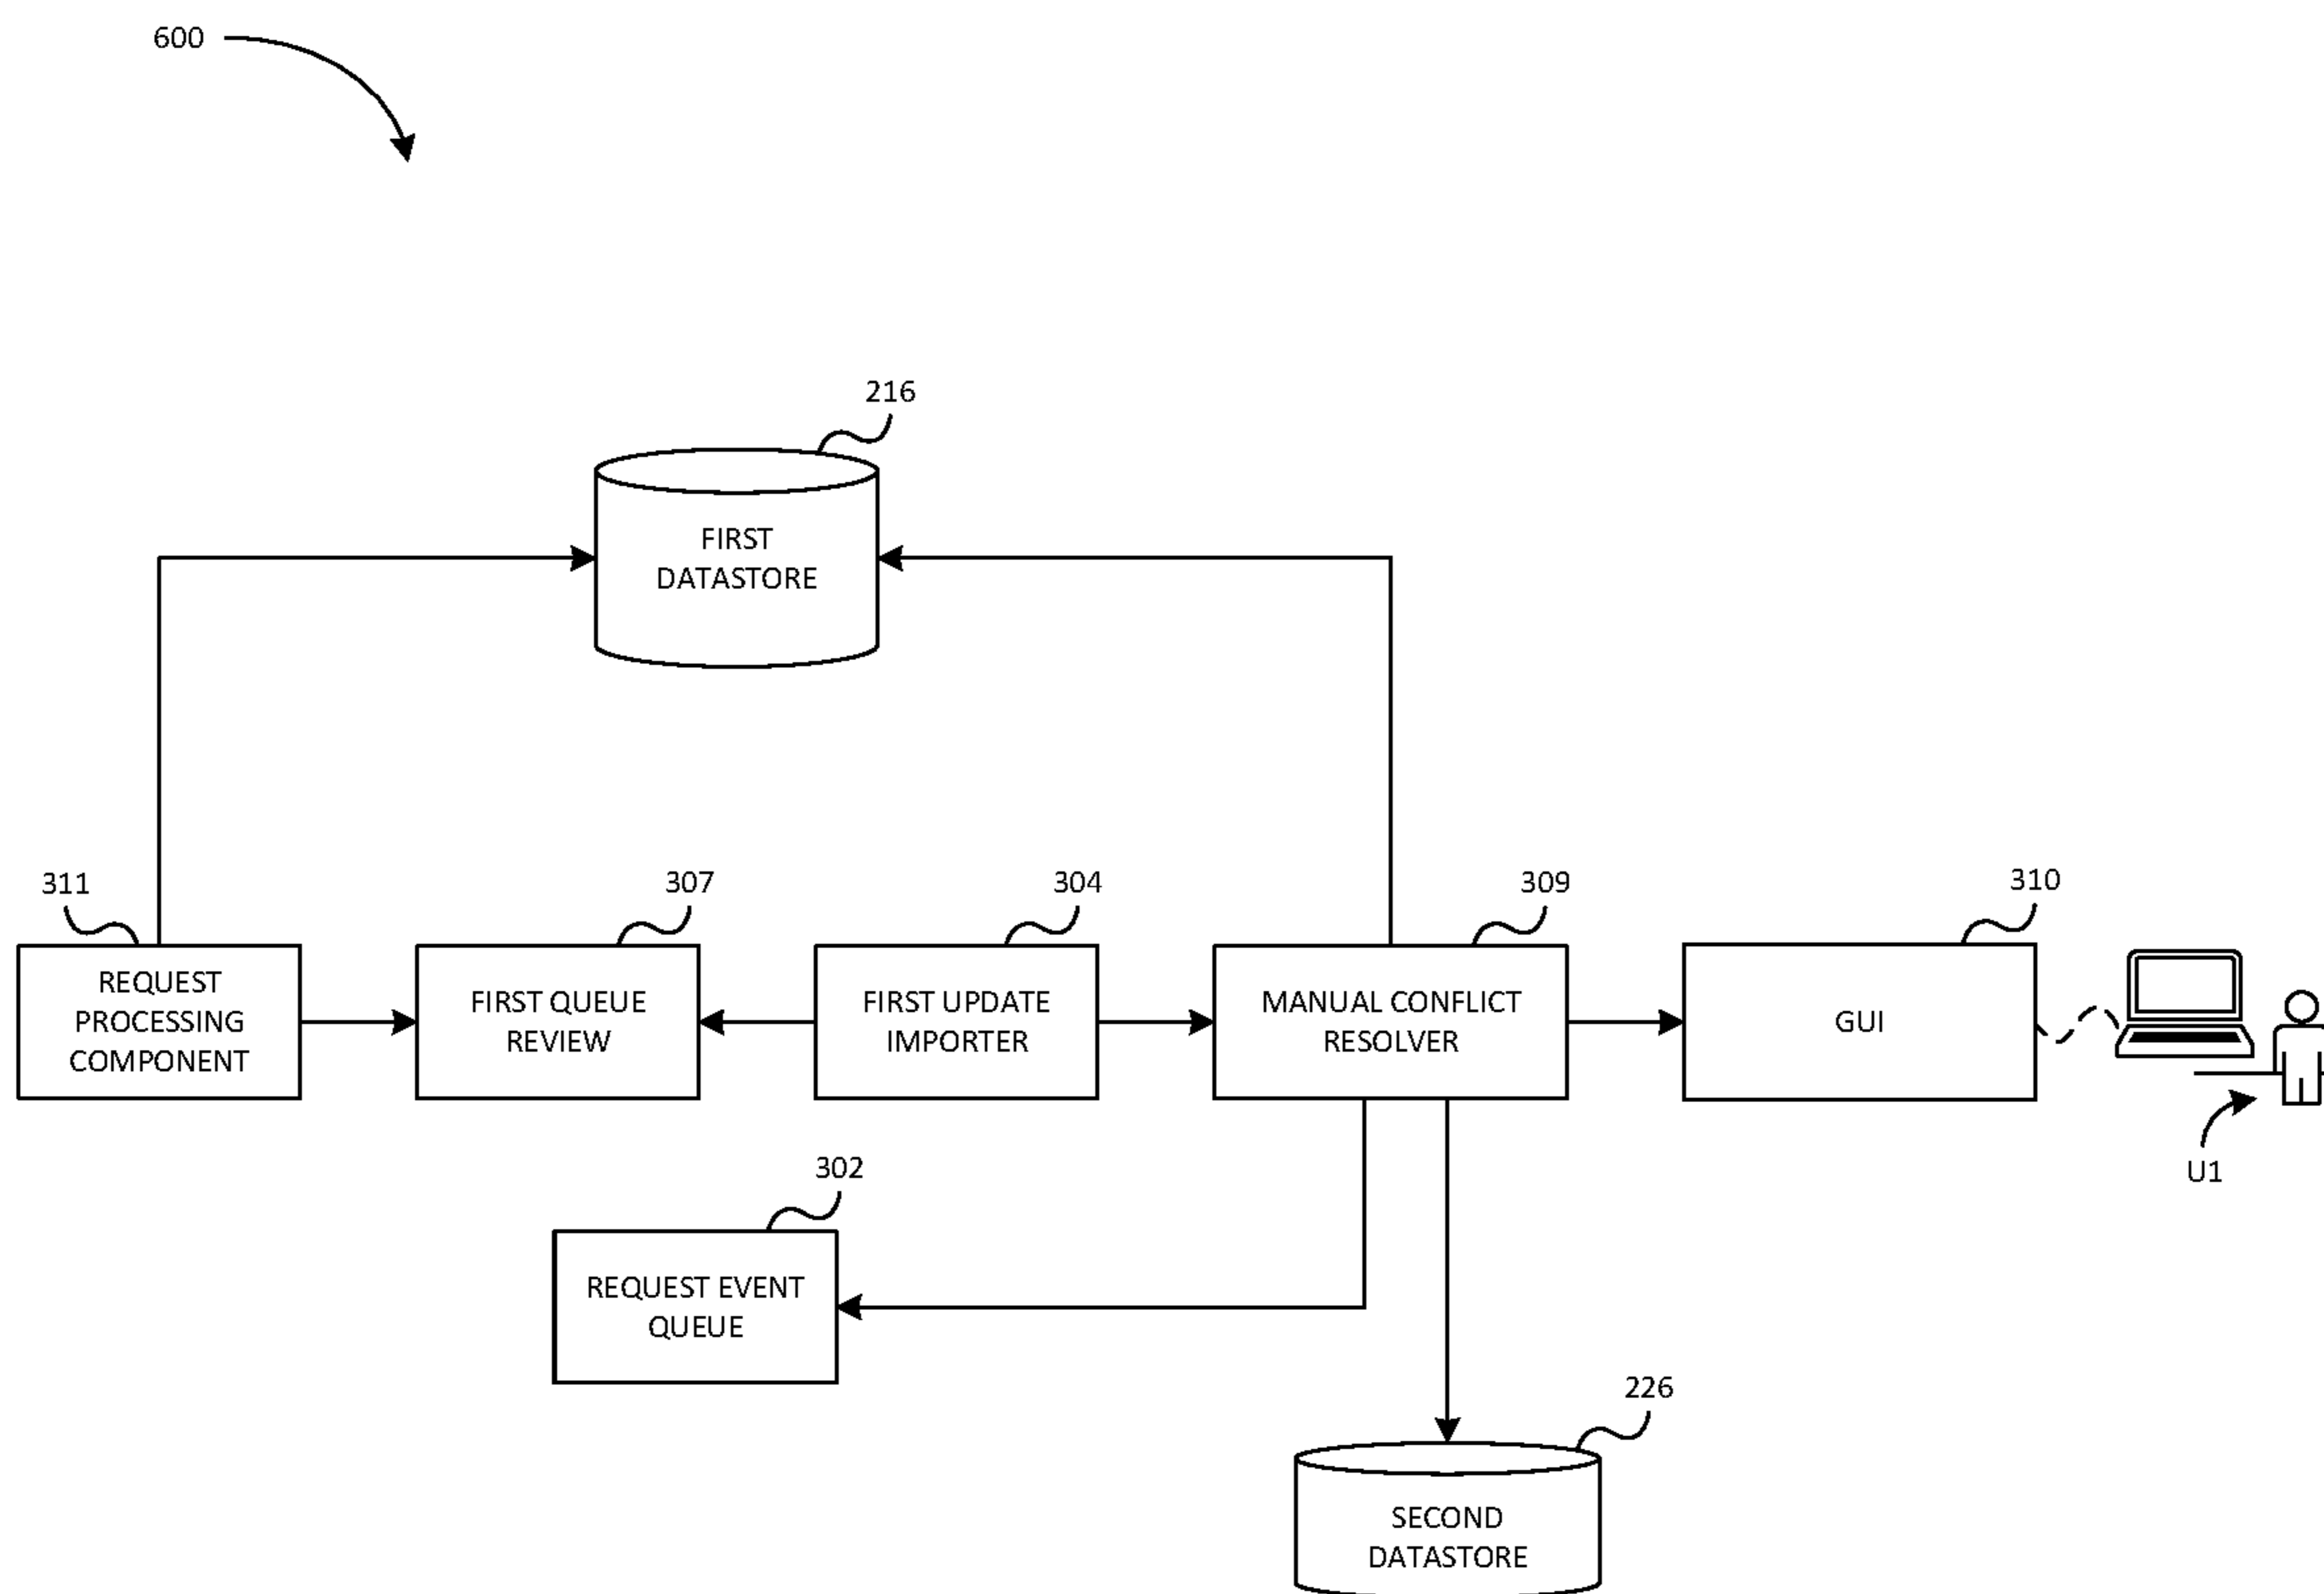 600
216
FIRST
DATASTORE
311
307
304
309
310
REQUEST
PROCESSING
COMPONENT
FIRST QUEUE
REVIEW
FIRST UPDATE
IMPORTER
MANUAL CONFLICT
RESOLVER
GUI
U1
302
REQUEST EVENT
QUEUE
226
SECOND
DATASTORE